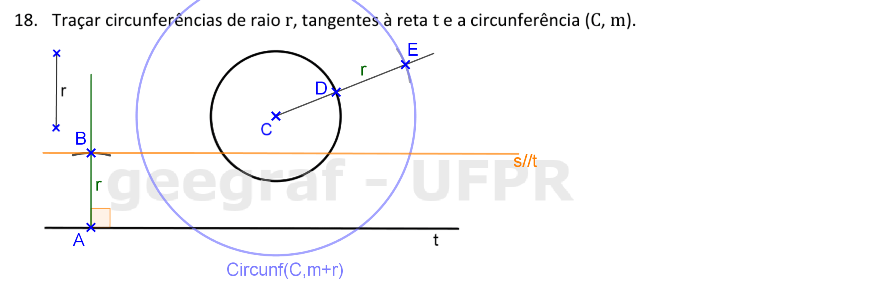 18. Traçar circunferências de raio r, tangentes à reta t e a circunferência (C, m).
E
r
D
r
C
B
s//t
geegraf - UFPR
r
A
t
Circunf(C,m+r)